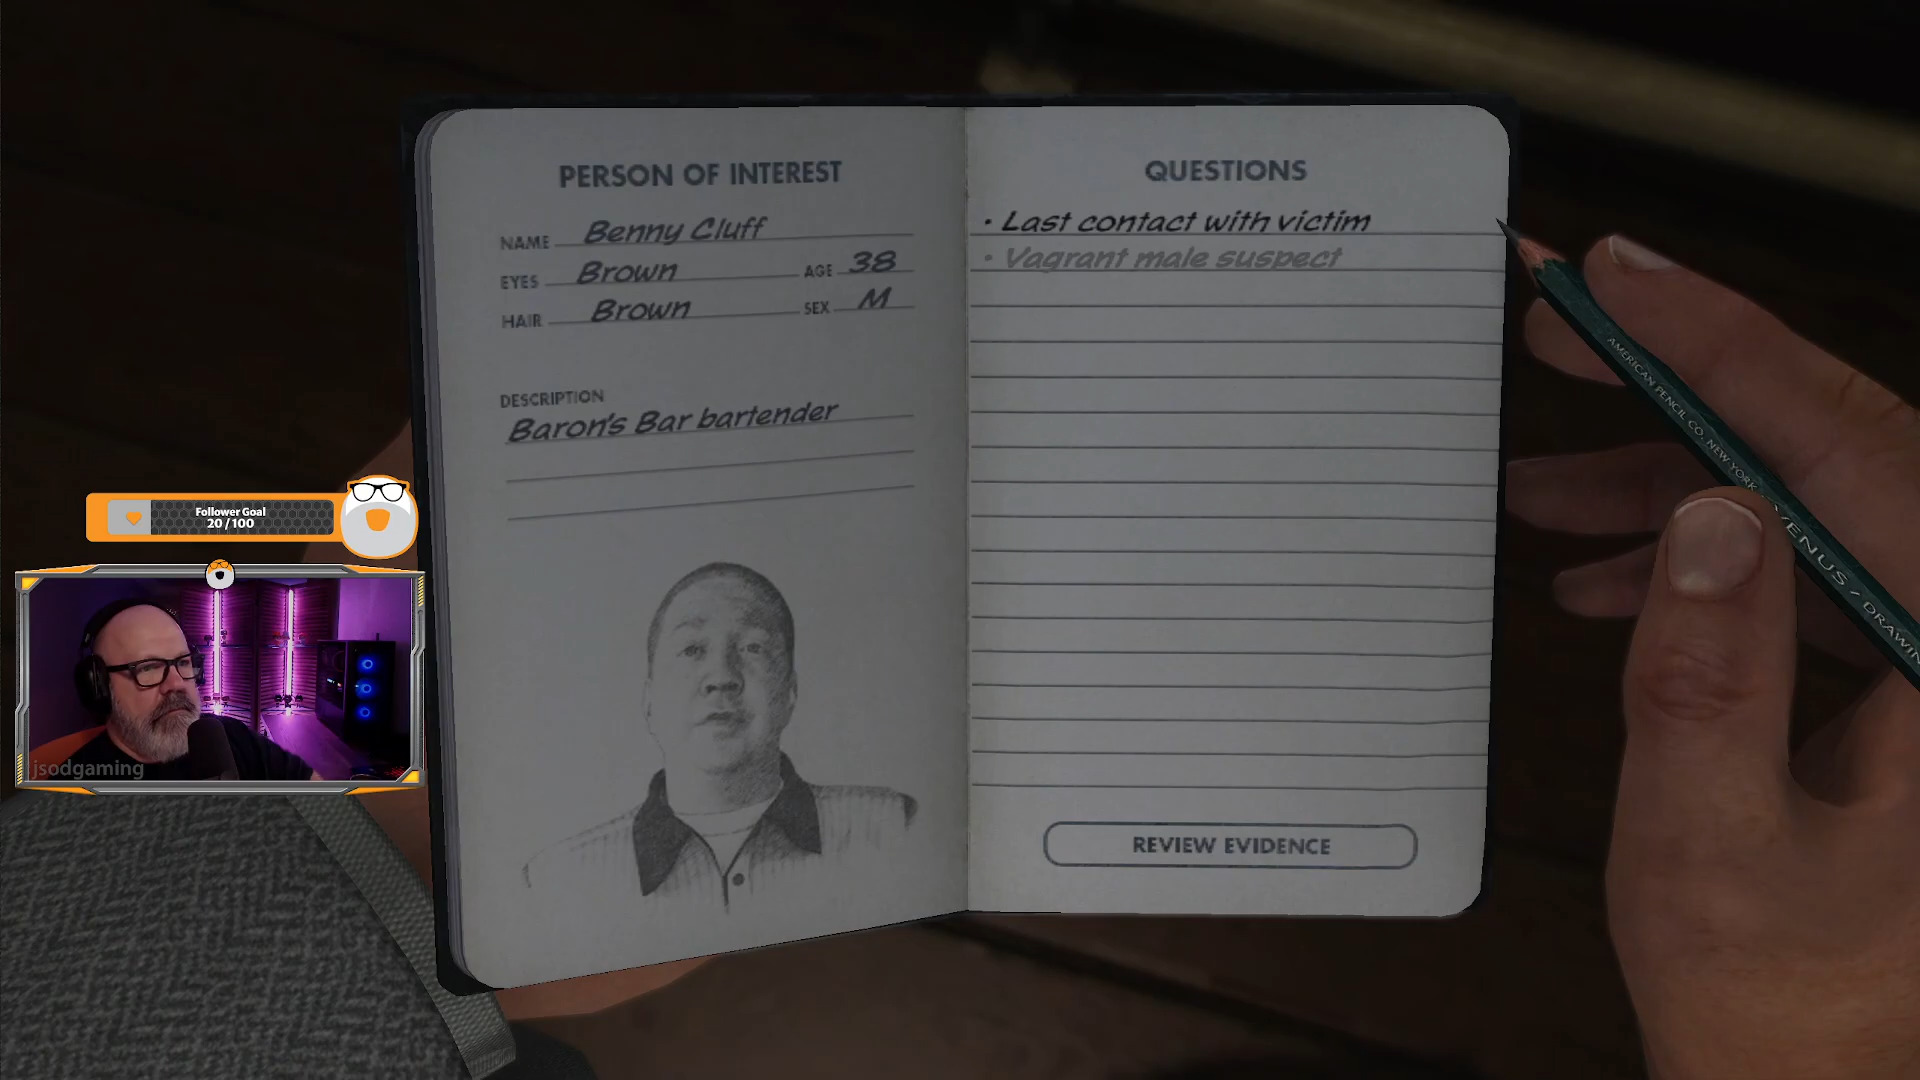 PERSON OF INTEREST
NAME Benny Cluff
EYES Brown AGE 38
HAIR Brown SEX M
DESCRIPTION
Baron's Bar bartender
QUESTIONS
• Last contact with victim
• Vagrant male suspect
REVIEW EVIDENCE
AMERICAN PENCIL CO. NEW YORK VENUS / DRAWIN
Follower Goal
20 / 100
jsodgaming